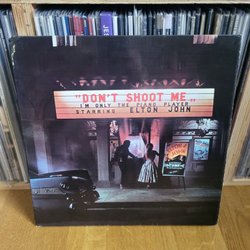 "DON'T SHOOT ME
I'M ONLY THE PIANO PLAYER"
STARRING ELTON JOHN